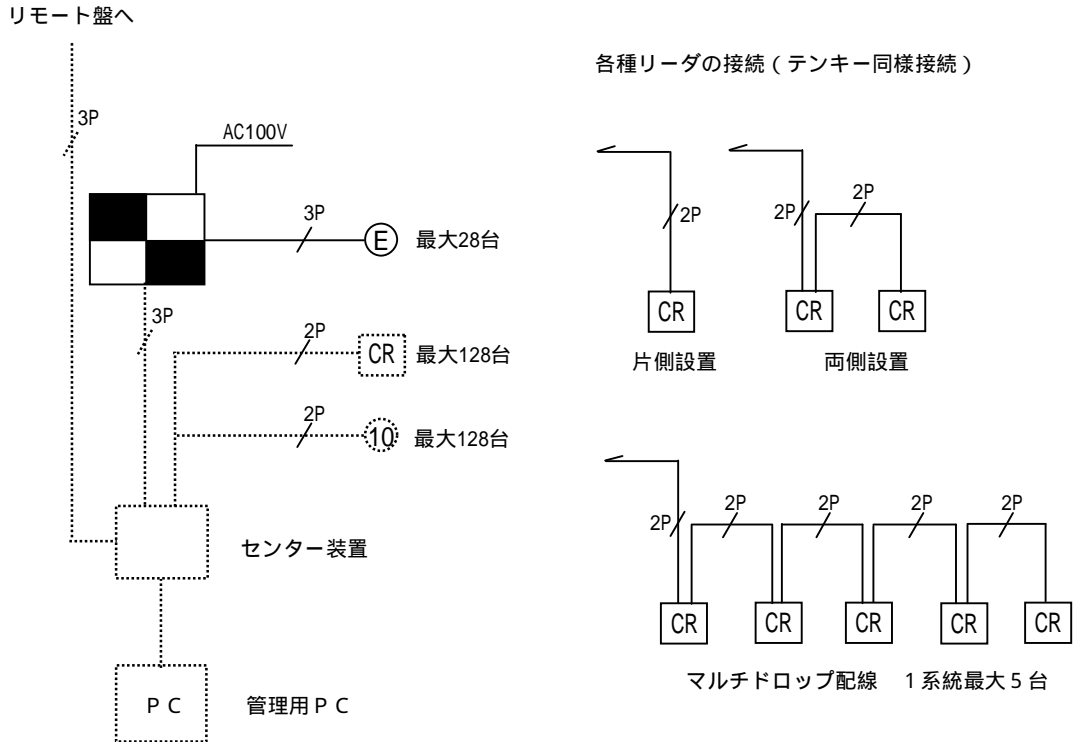 リモート盤へ
3P
AC100V
3P
E 最大28台
3P
2P
CR 最大128台
2P
10 最大128台
センター装置
PC 管理用PC
各種リーダの接続(テンキー同様接続)
2P
2P
2P
CR
CR
CR
片側設置
両側設置
2P
2P
2P
2P
2P
CR
CR
CR
CR
CR
マルチドロップ配線 1系統最大5台